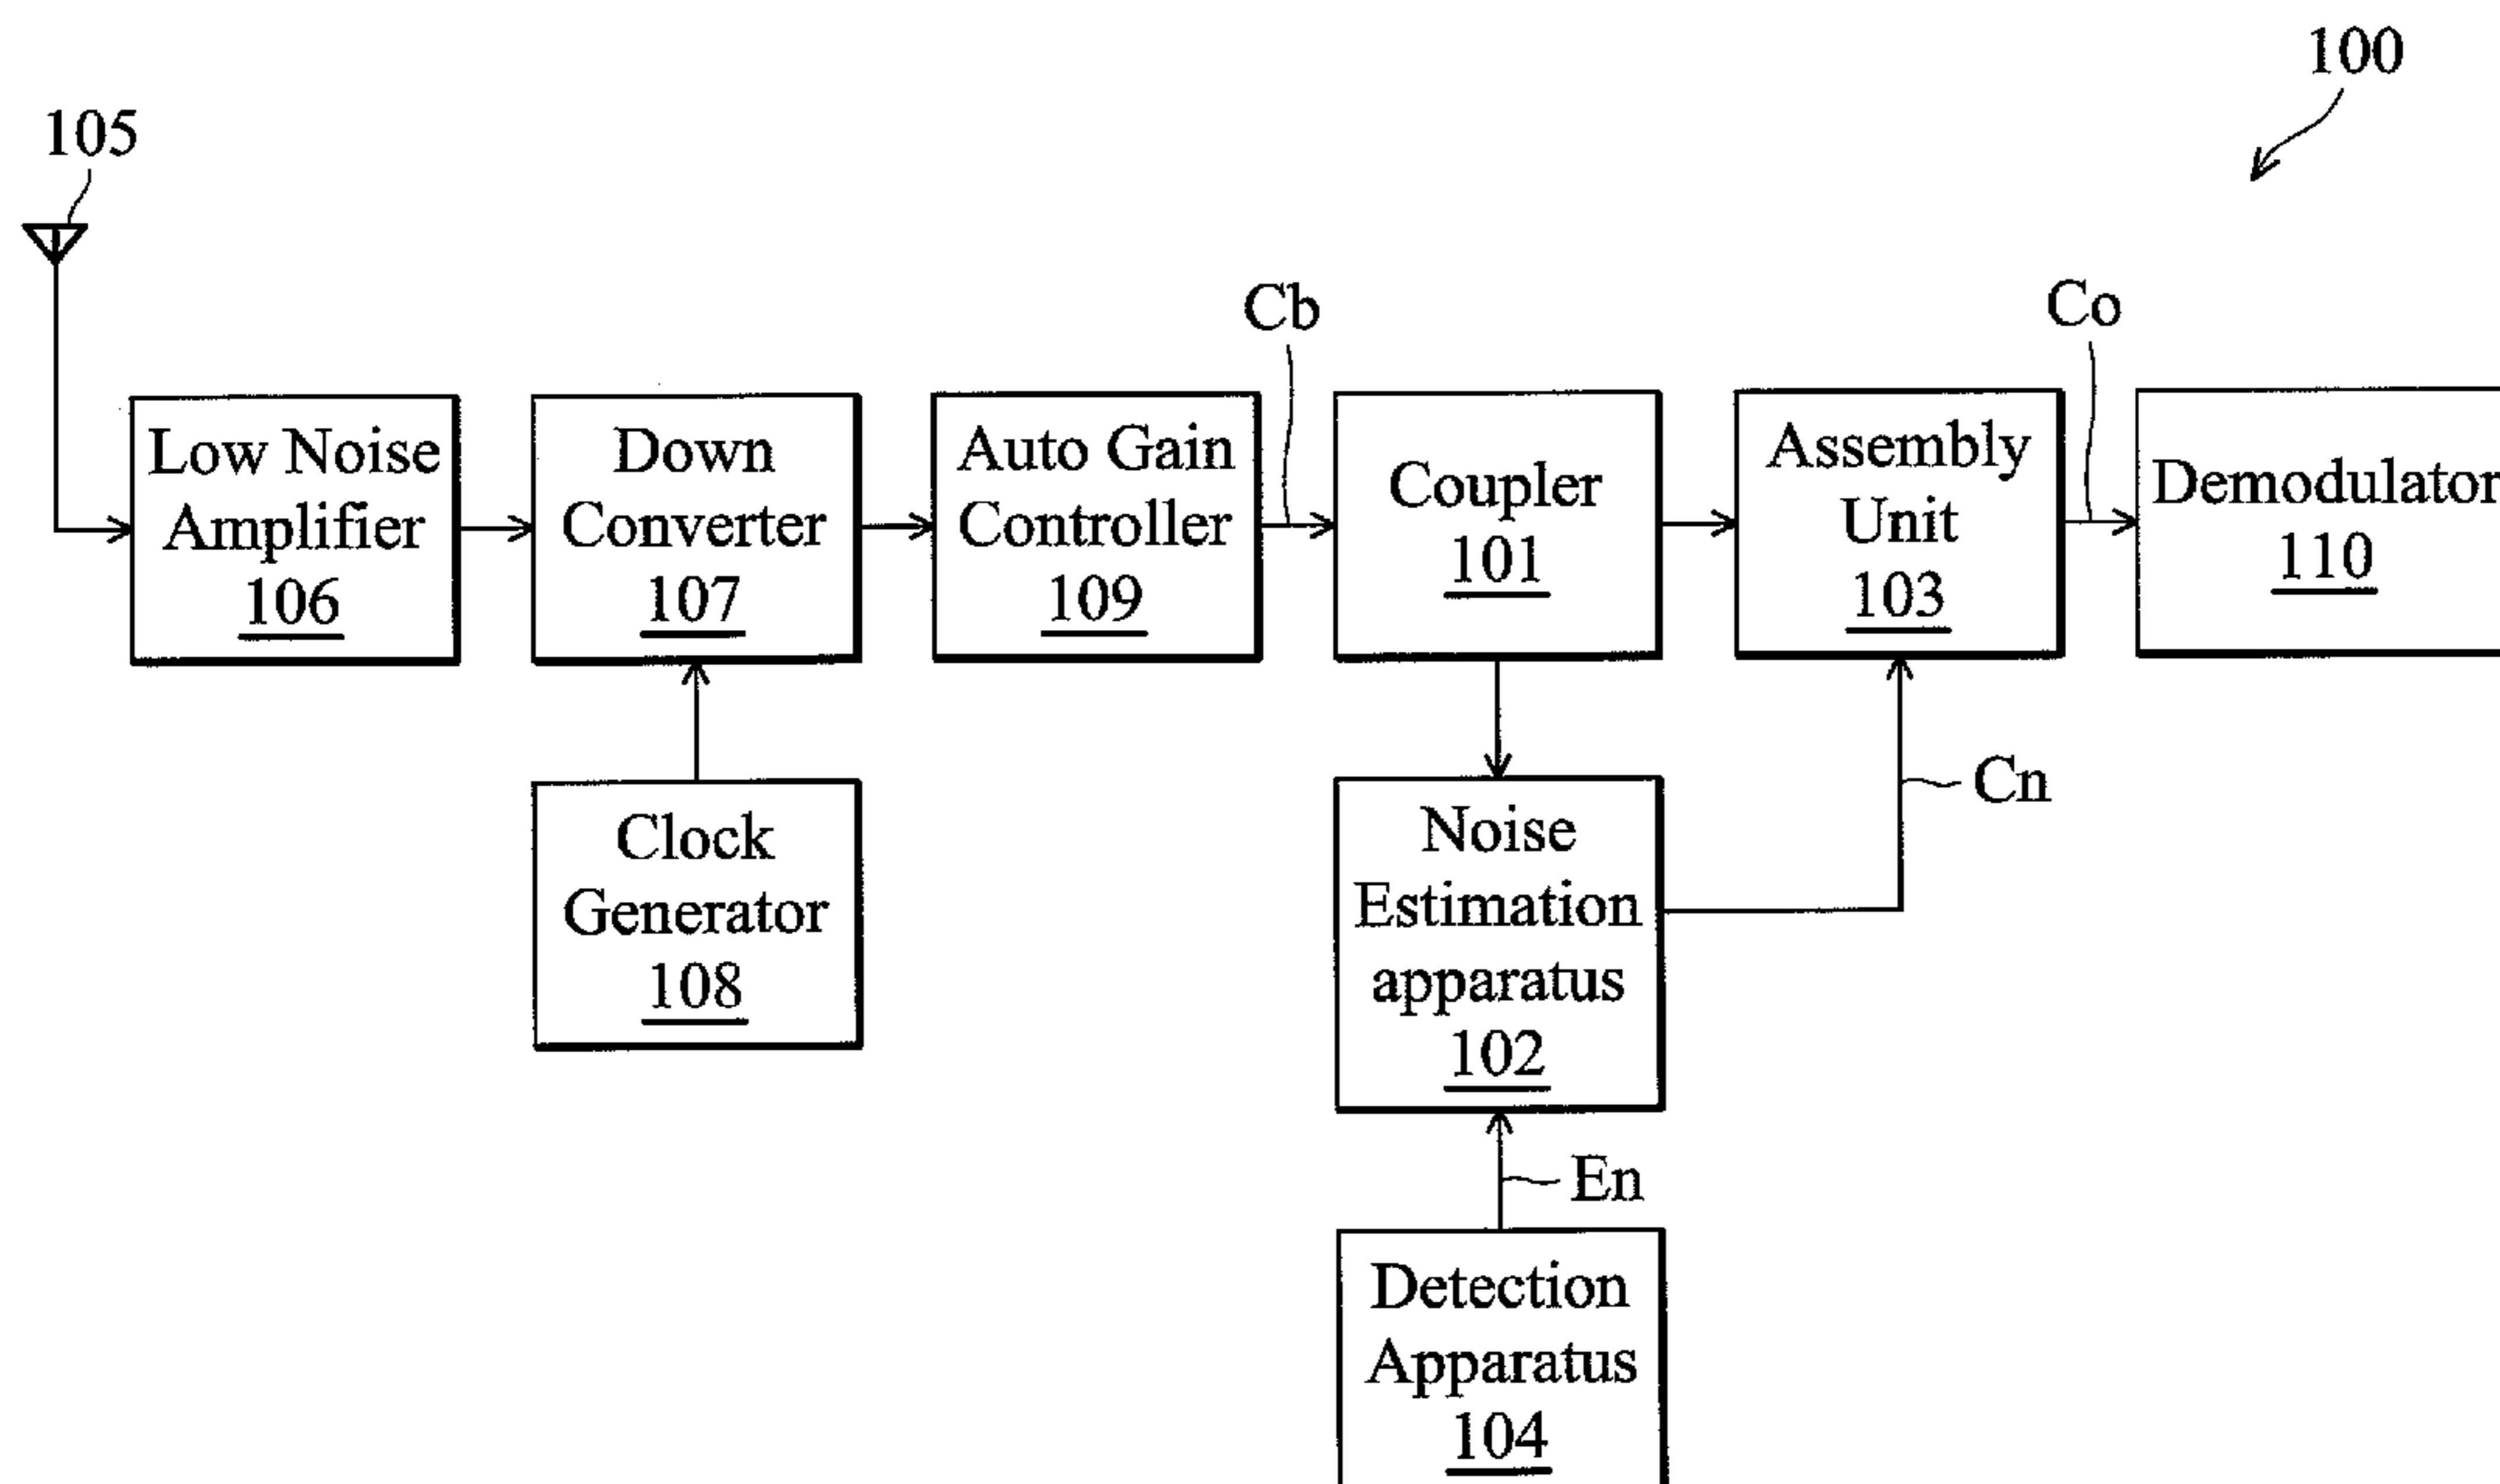 100
105
Cb
Co
Low Noise
Amplifier
106
Down
Converter
107
Auto Gain
Controller
109
Coupler
101
Assembly
Unit
103
Demodulator
110
Clock
Generator
108
Noise
Estimation
apparatus
102
Cn
En
Detection
Apparatus
104